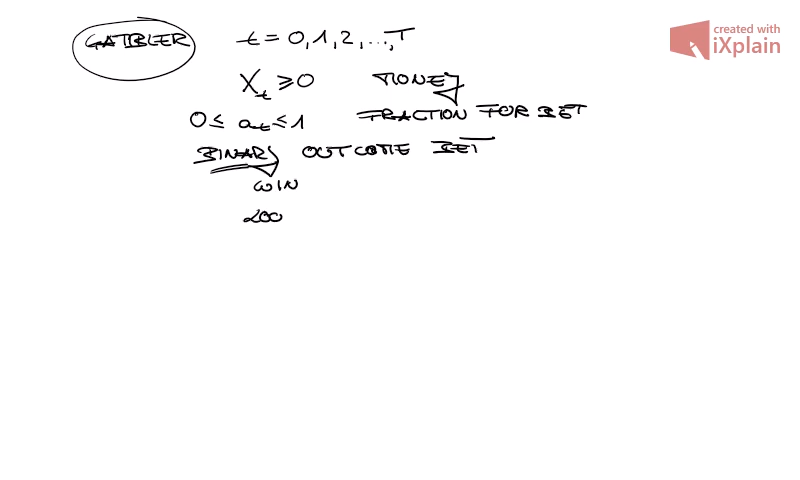 GAMBLER t = 0, 1, 2, ..., T
created with
iXplain
X_t ≥ 0 MONEY
0 ≤ a_t ≤ 1 FRACTION FOR BET
BINARY OUTCOME BET
WIN